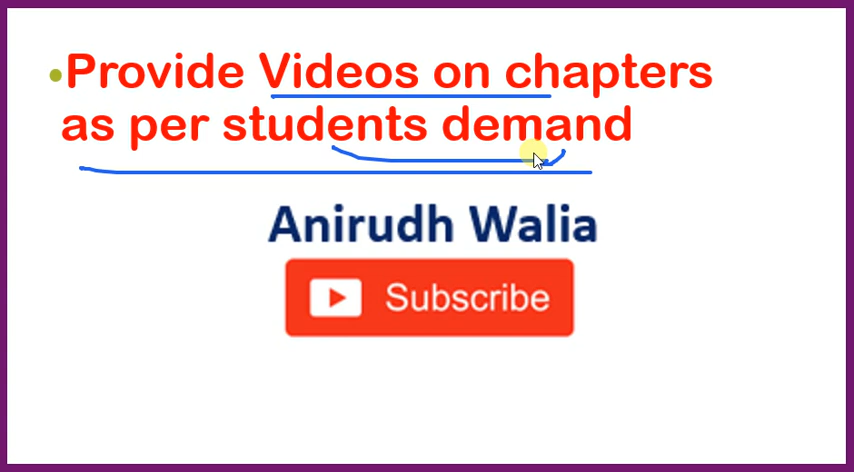 •Provide Videos on chapters
as per students demand
Anirudh Walia
Subscribe